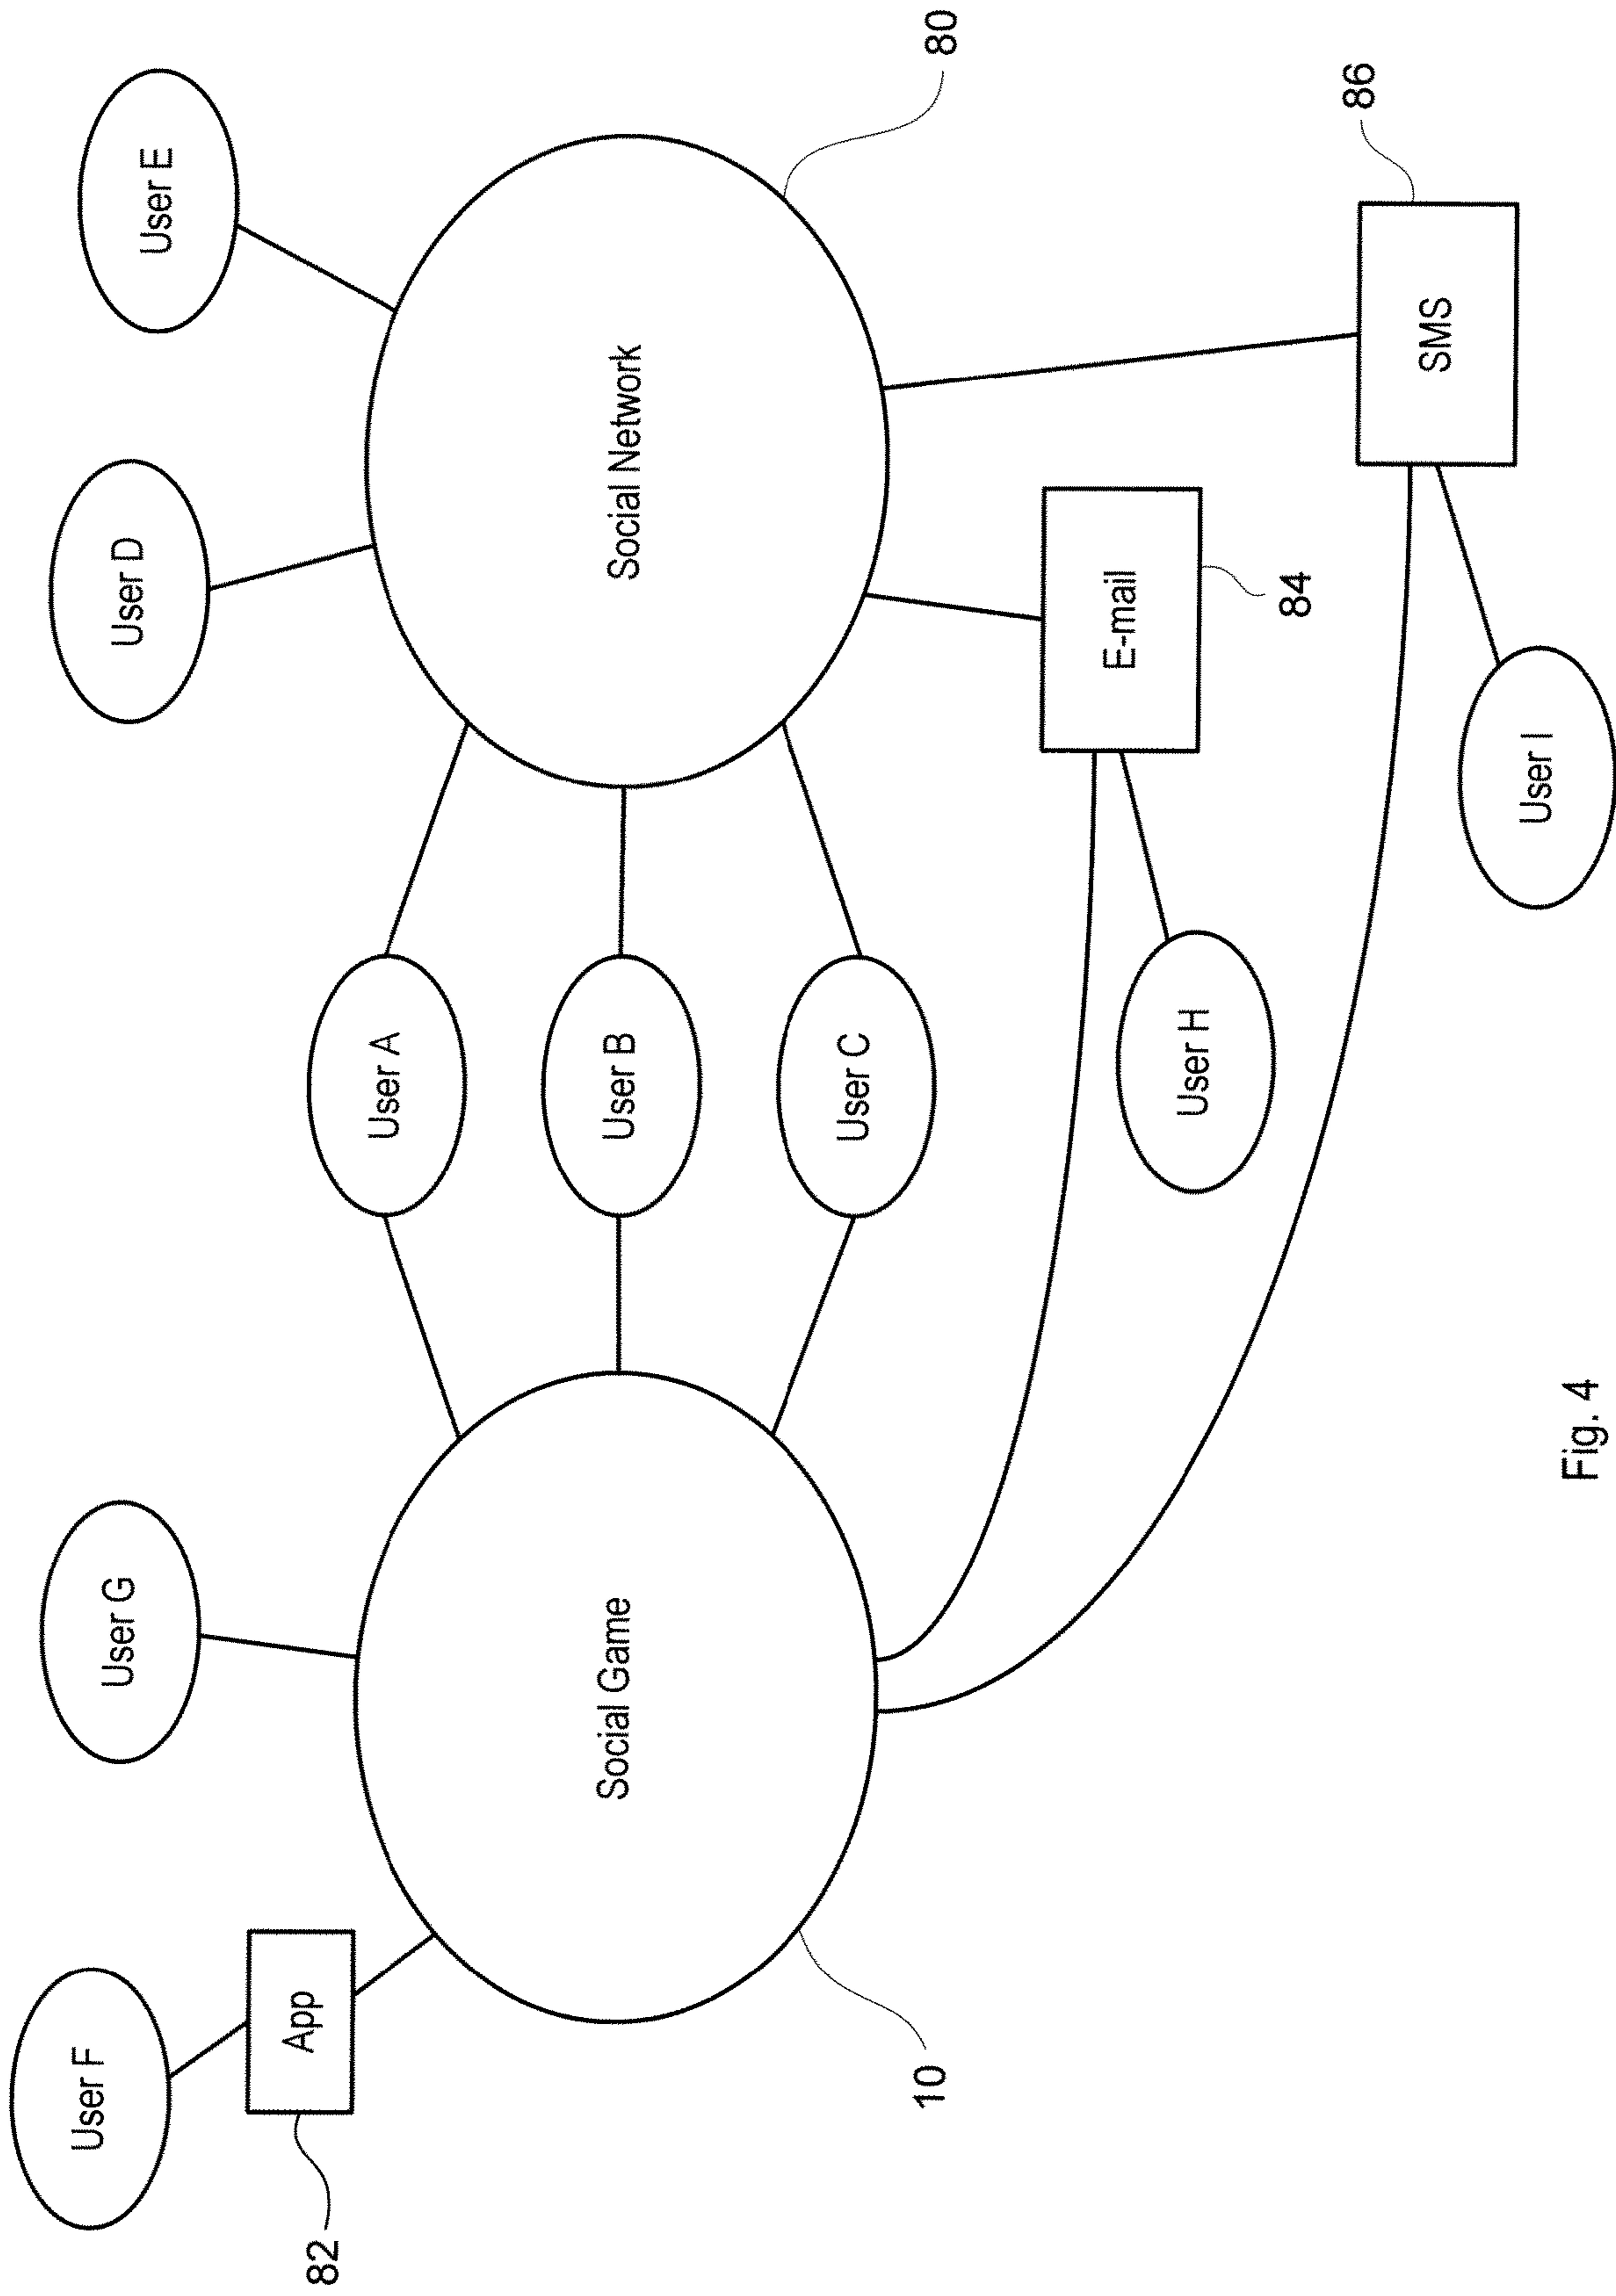 User F
User G
User D
User E
82
App
User A
80
Social Game
User B
Social Network
User C
10
E-mail
84
User H
SMS
86
User I
Fig. 4